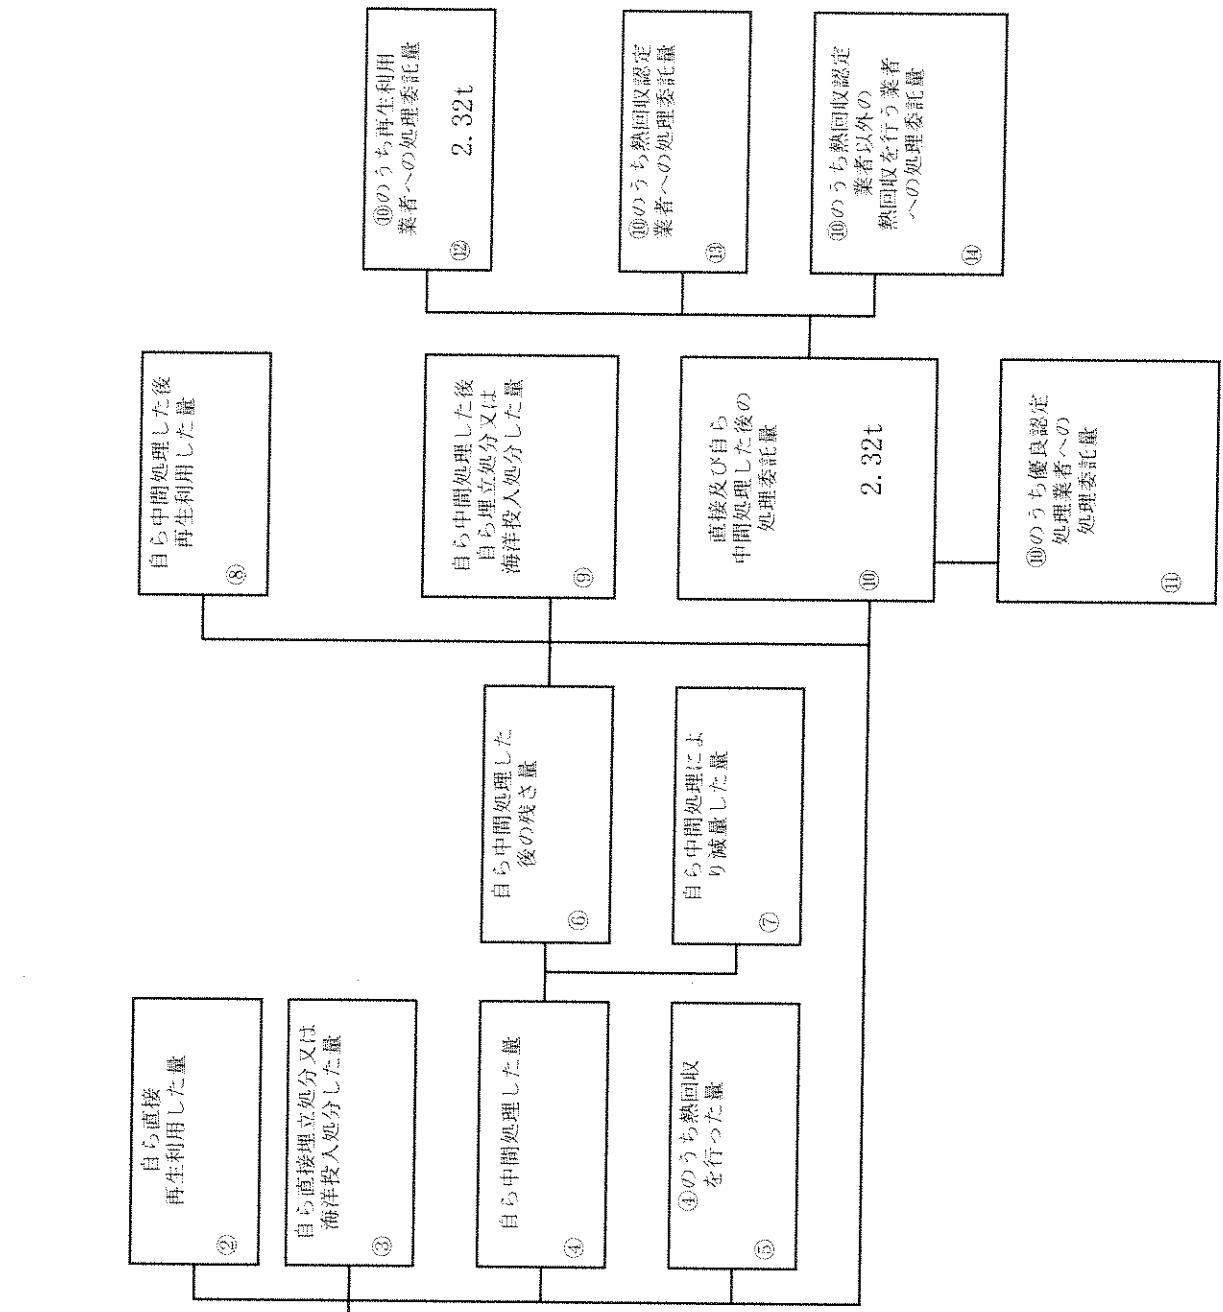 自ら直接
再生利用した量
②
自ら直接埋立処分又は
海洋投入処分した量
③
自ら中間処理した量
④
④のうち熱回収
を行った量
⑤
自ら中間処理した
後の残さ量
⑥
自ら中間処理によ
り減量した量
⑦
自ら中間処理した後
再生利用した量
⑧
自ら中間処理した後
自ら埋立処分又は
海洋投入処分した量
⑨
直接及び自ら
中間処理した後の
処理委託量
⑩
2.32t
⑩のうち優良認定
処理業者への
処理委託量
⑪
⑩のうち再生利用
業者への処理委託量
⑫
2.32t
⑩のうち熱回収認定
業者への処理委託量
⑬
⑩のうち熱回収認定
業者以外の
熱回収を行う業者
への処理委託量
⑭